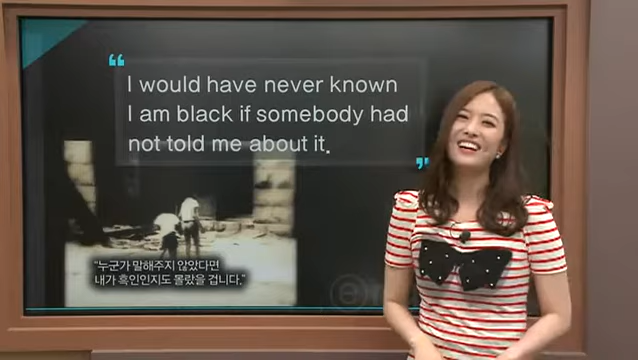 “
I would have never known
I am black if somebody had
not told me about it.
”
"누군가 말해주지 않았다면
내가 흑인인지도 몰랐을 겁니다."